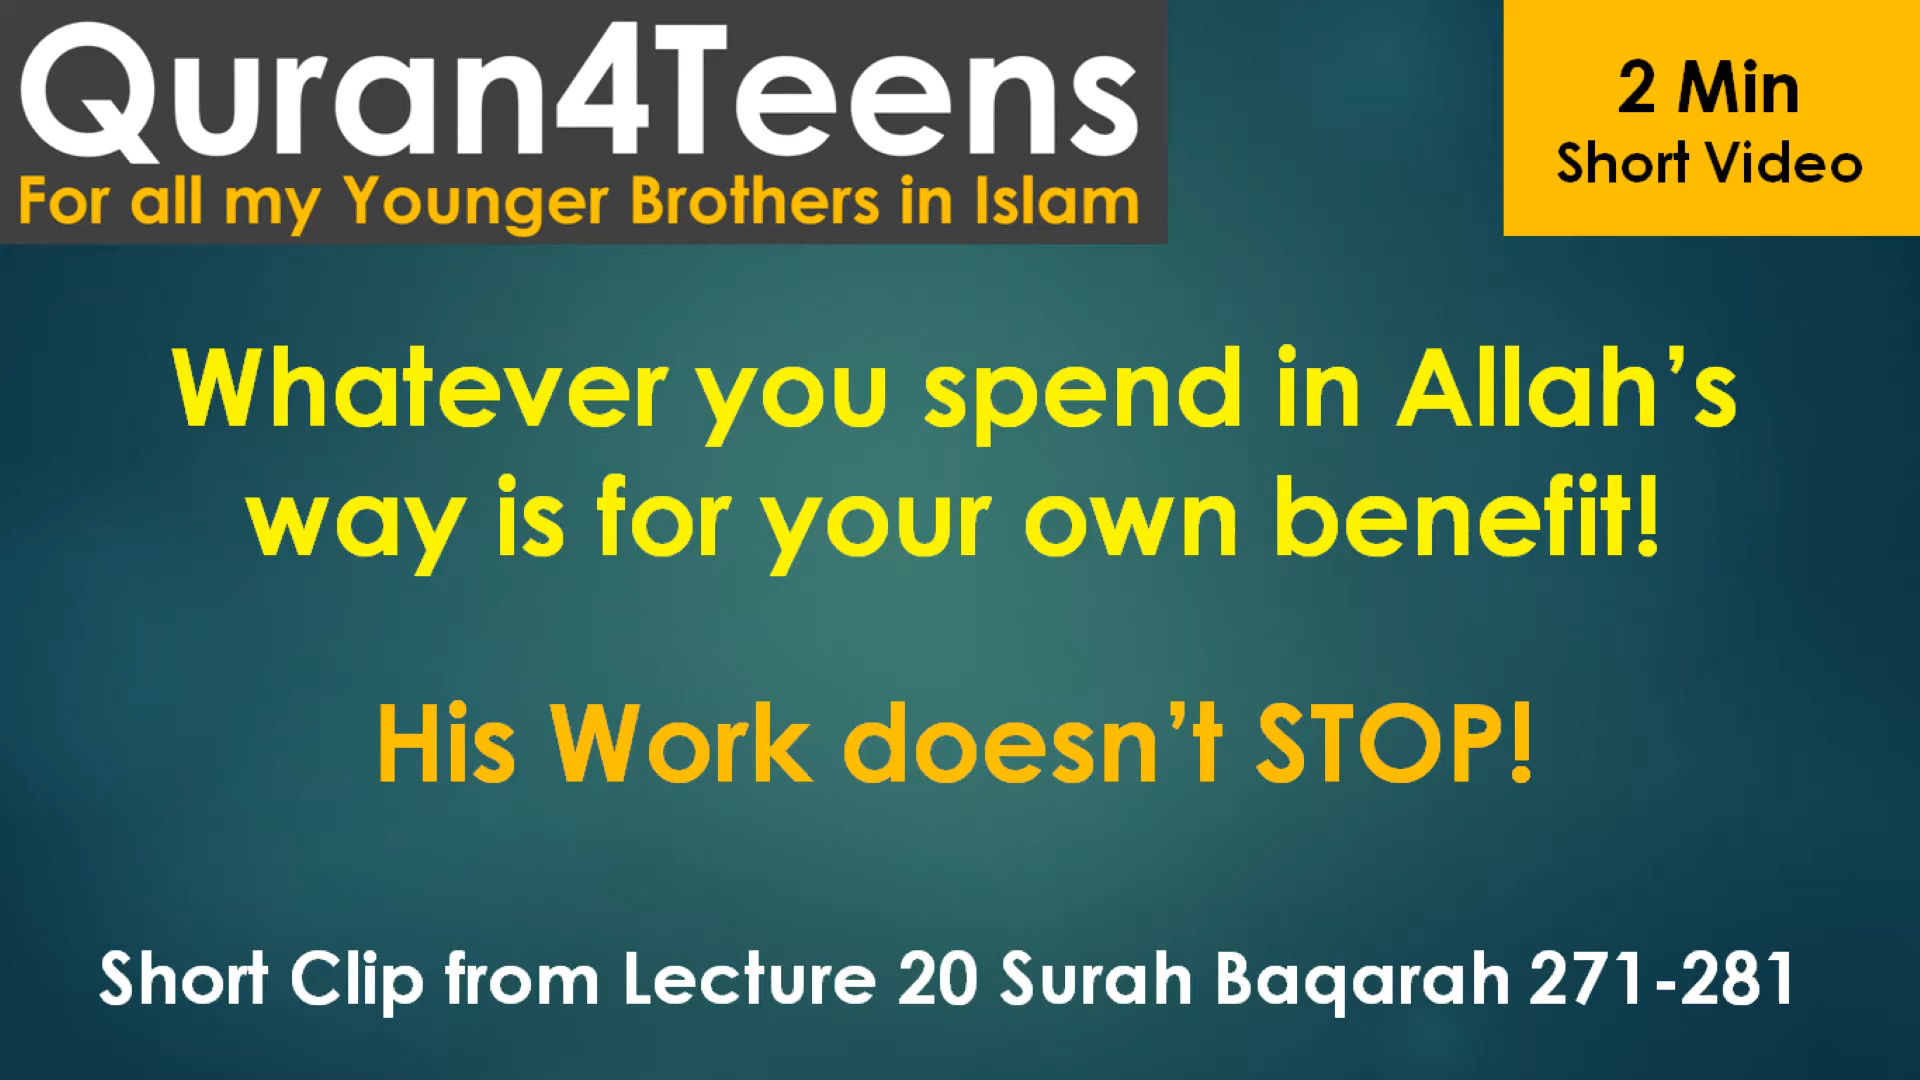 Quran4Teens
For all my Younger Brothers in Islam
2 Min
Short Video
Whatever you spend in Allah’s
way is for your own benefit!
His Work doesn’t STOP!
Short Clip from Lecture 20 Surah Baqarah 271-281